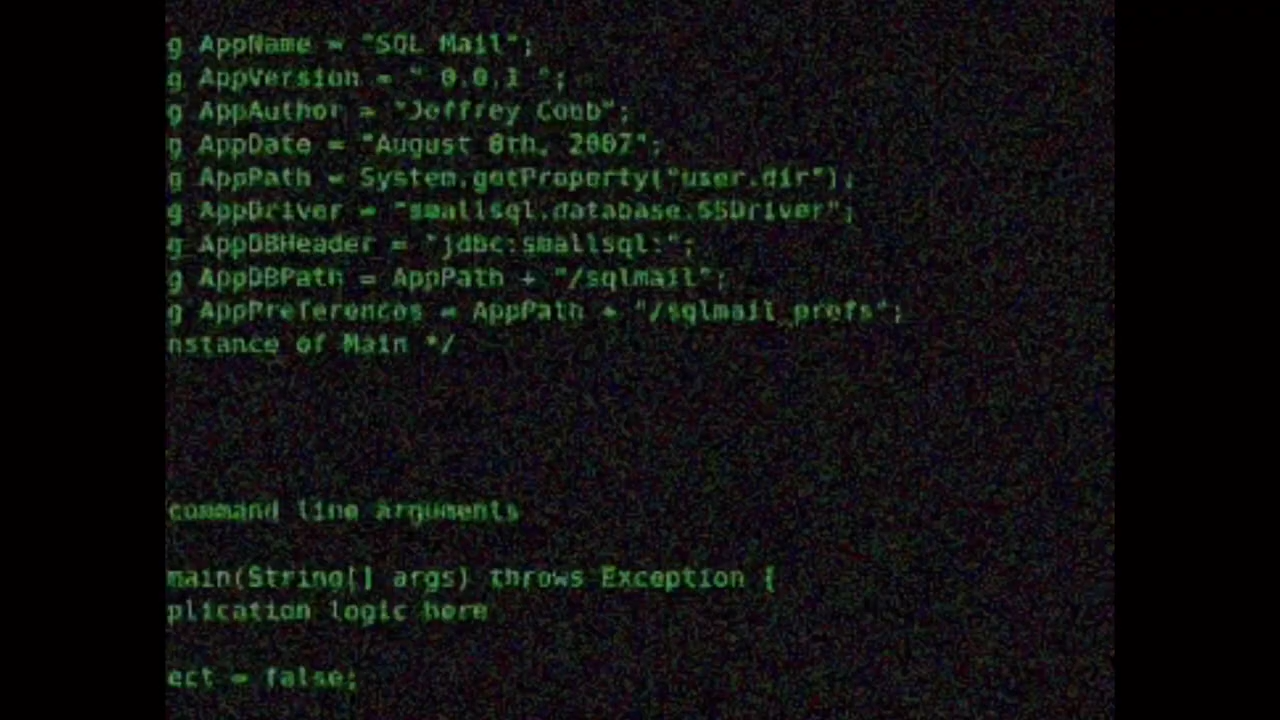 g AppName = "SQL Mail";
g AppVersion = " 0.0.1 ";
g AppAuthor = "Jeffrey Cobb";
g AppDate = "August 8th, 2007";
g AppPath = System.getProperty("user.dir");
g AppDriver = "smallsql.database.SSDriver";
g AppDBHeader = "jdbc:smallsql:";
g AppDBPath = AppPath + "/sqlmail";
g AppPreferences = AppPath + "/sqlmail_prefs";
nstance of Main */
command line arguments
main(String[] args) throws Exception {
plication logic here
ect = false;